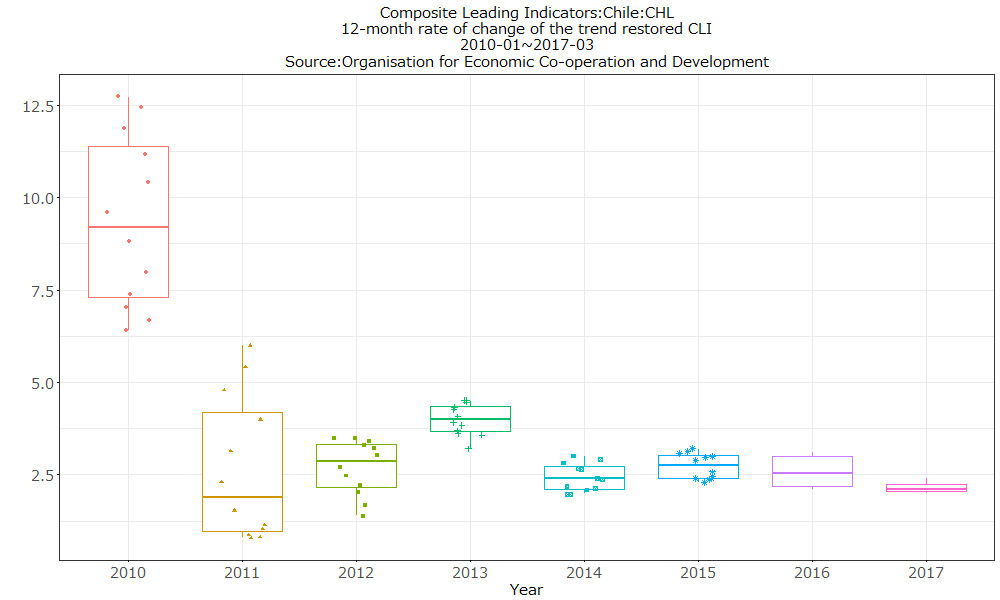 Composite Leading Indicators:Chile:CHL
12-month rate of change of the trend restored CLI
2010-01~2017-03
Source:Organisation for Economic Co-operation and Development
12.5
10.0
7.5
5.0
2.5
2010 2011 2012 2013 2014 2015 2016 2017
Year